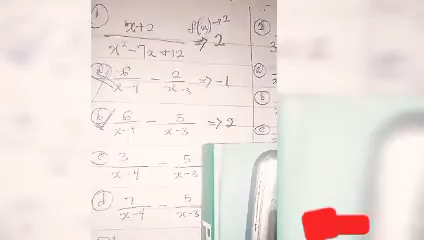 ①
x+2 / x²-7x+12 f(x)→2 ⇒ 2
ⓐ 6/x-4 - 2/x-3 ⇒ -1
ⓑ 6/x-4 - 5/x-3 ⇒ 2
ⓒ 3/x-4 - 5/x-3
ⓓ 7/x-4 - 5/x-3
3
ⓐ
ⓑ
ⓒ